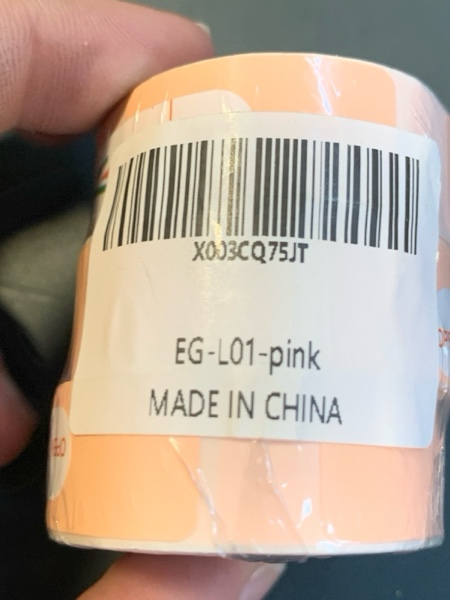 X003CQ75JT
EG-L01-pink
MADE IN CHINA